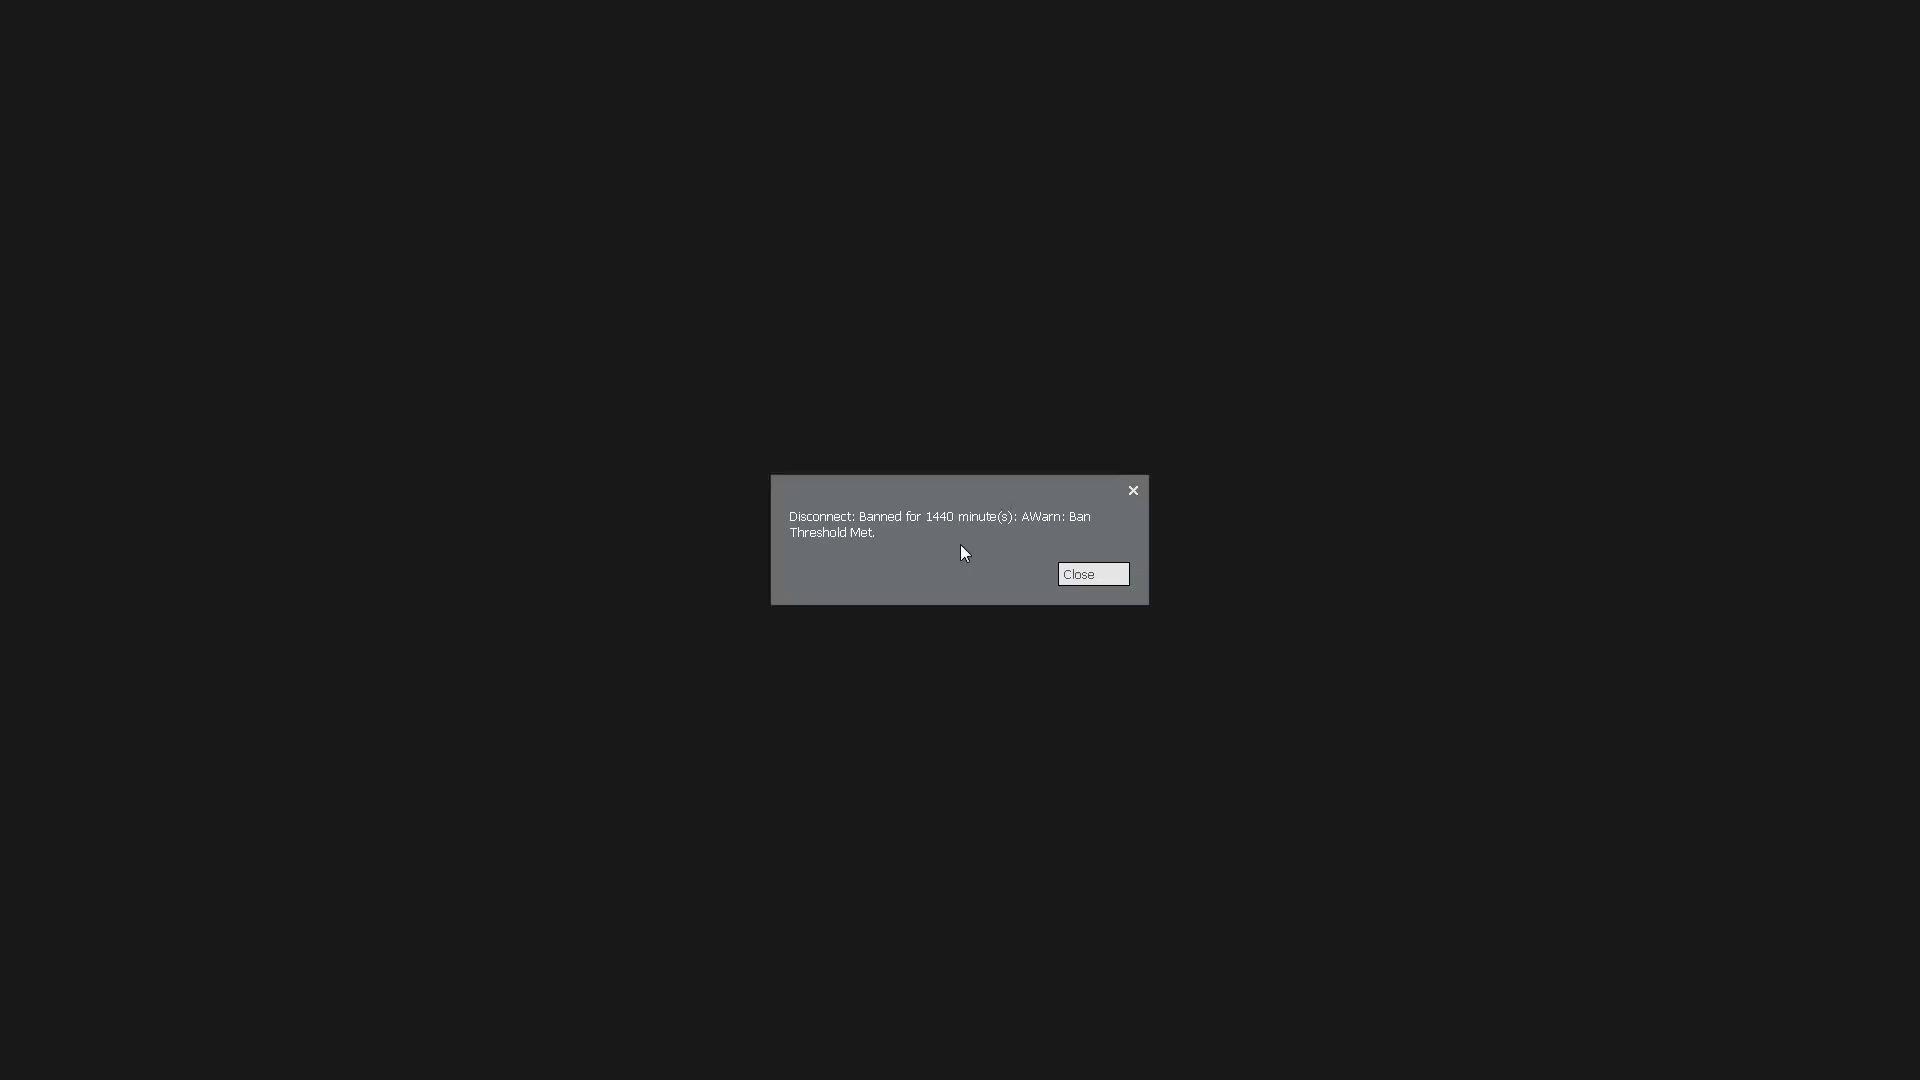 Disconnect: Banned for 1440 minute(s): AWarn: Ban
Threshold Met.
Close